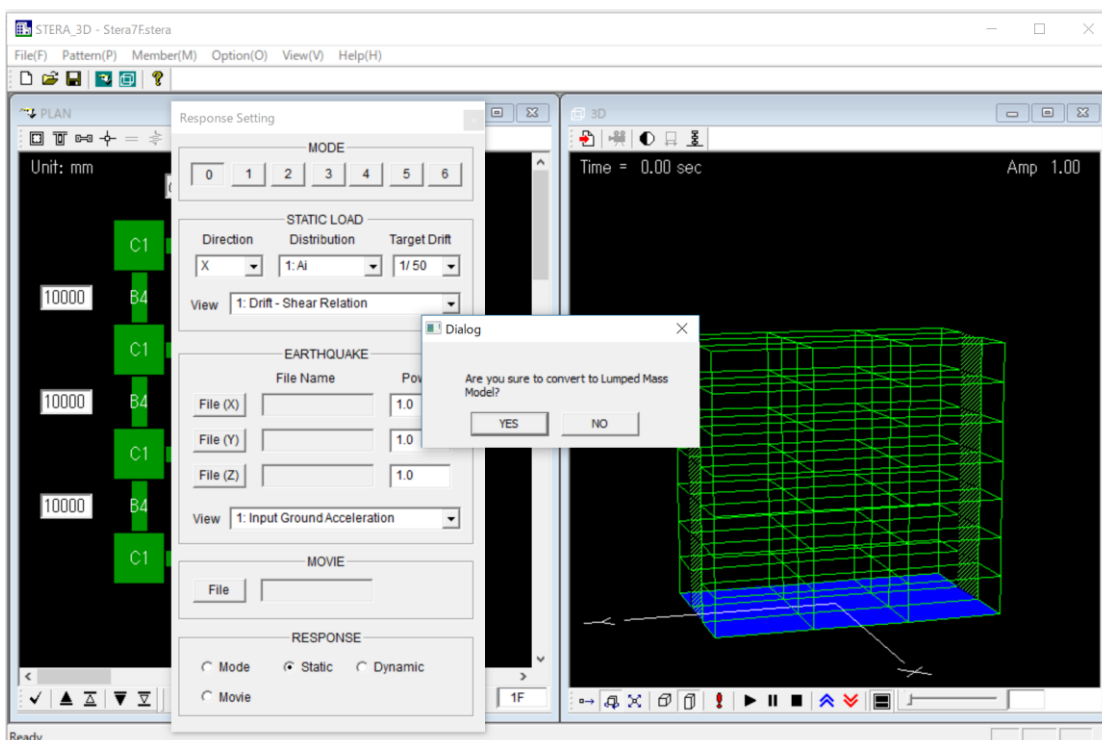 STERA_3D - Stera7F.stera
File(F) Pattern(P) Member(M) Option(O) View(V) Help(H)
PLAN
Unit: mm
C1
10000
B4
C1
10000
B4
C1
10000
B4
C1
1F
Response Setting
MODE
0 1 2 3 4 5 6
STATIC LOAD
Direction Distribution Target Drift
X 1: Ai 1/ 50
View 1: Drift - Shear Relation
EARTHQUAKE
File Name
File (X) 1.0
File (Y) 1.0
File (Z) 1.0
View 1: Input Ground Acceleration
MOVIE
File
RESPONSE
Mode Static Dynamic
Movie
Dialog
Are you sure to convert to Lumped Mass
Model?
YES NO
3D
Time = 0.00 sec Amp 1.00
Ready